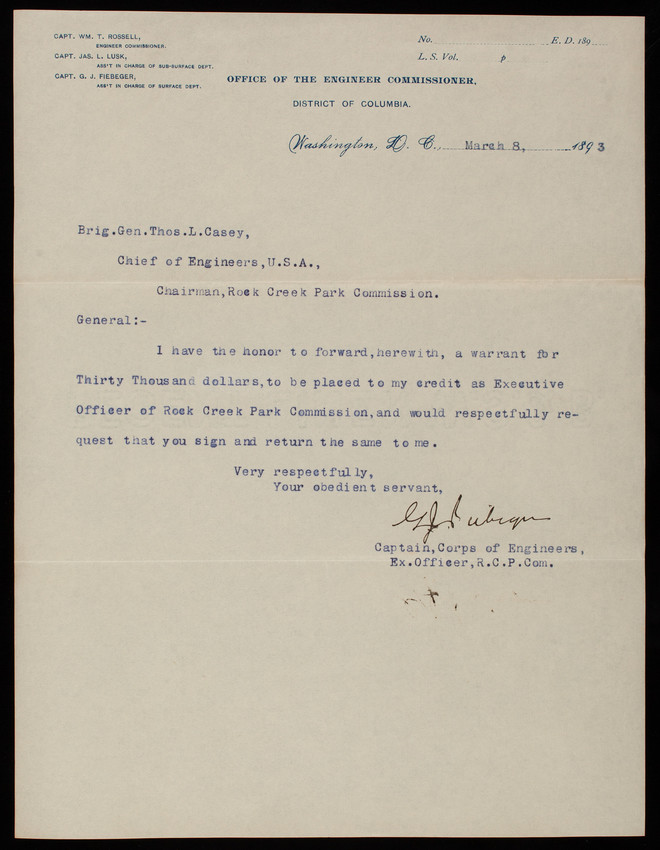 CAPT. WM. T. ROSSELL,
ENGINEER COMMISSIONER.
CAPT. JAS. L. LUSK,
ASS'T IN CHARGE OF SUB-SURFACE DEPT.
CAPT. G. J. FIEBEGER,
ASS'T IN CHARGE OF SURFACE DEPT.
No. E. D. 189
L. S. Vol. p
OFFICE OF THE ENGINEER COMMISSIONER,
DISTRICT OF COLUMBIA.
Washington, D. C., March 8, 1893
Brig.Gen.Thos.L.Casey,
Chief of Engineers,U.S.A.,
Chairman,Rock Creek Park Commission.
General:-
I have the honor to forward,herewith, a warrant for
Thirty Thousand dollars,to be placed to my credit as Executive
Officer of Rock Creek Park Commission,and would respectfully re-
quest that you sign and return the same to me.
Very respectfully,
Your obedient servant,
G J Fiebeger
Captain,Corps of Engineers,
Ex.Officer,R.C.P.Com.